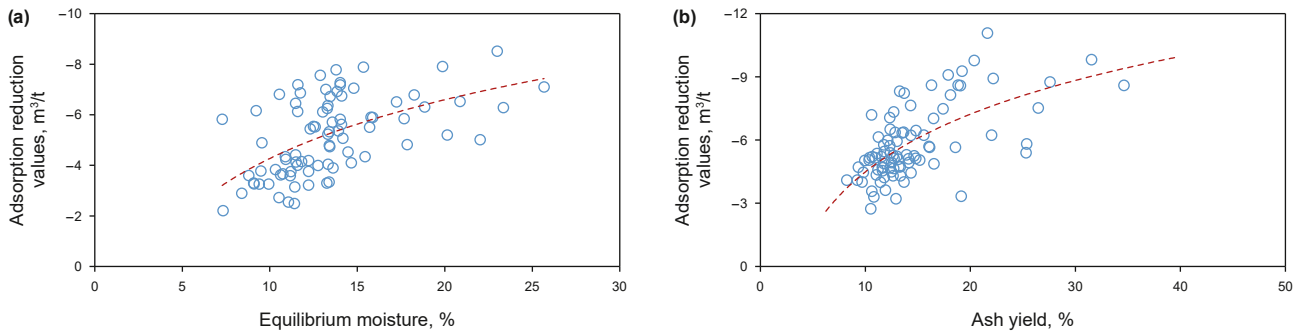 (a)
−10
−8
−6
−4
−2
0
Adsorption reduction
values, m³/t
0 5 10 15 20 25 30
Equilibrium moisture, %
(b)
−12
−9
−6
−3
0
Adsorption reduction
values, m³/t
0 10 20 30 40 50
Ash yield, %